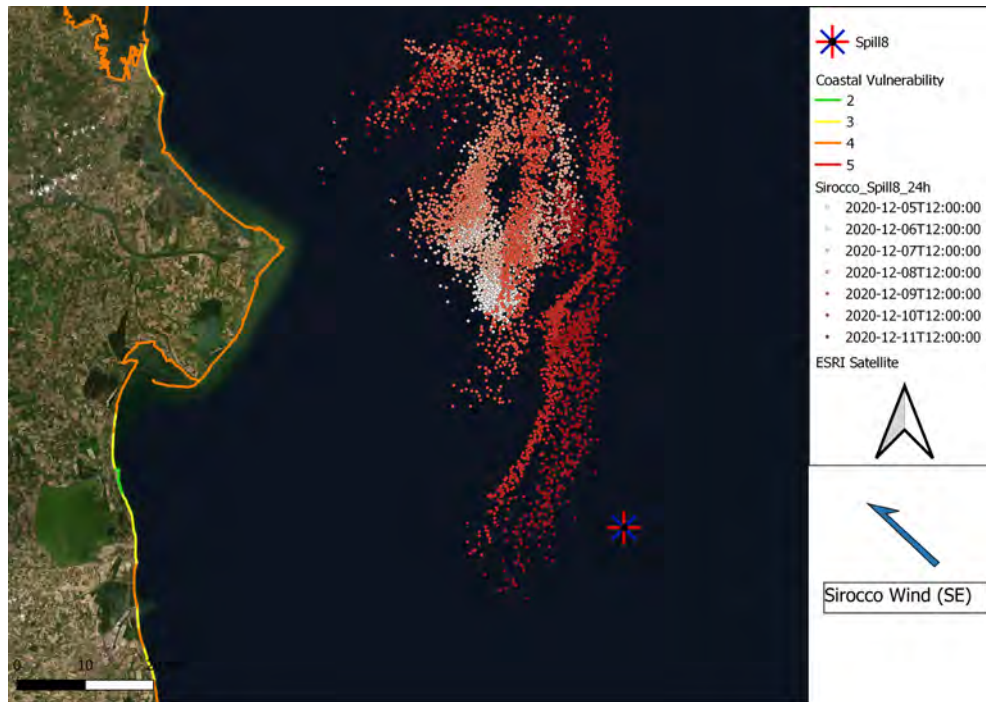 Spill8
Coastal Vulnerability
2
3
4
5
Sirocco_Spill8_24h
2020-12-05T12:00:00
2020-12-06T12:00:00
2020-12-07T12:00:00
2020-12-08T12:00:00
2020-12-09T12:00:00
2020-12-10T12:00:00
2020-12-11T12:00:00
ESRI Satellite
Sirocco Wind (SE)
0 10